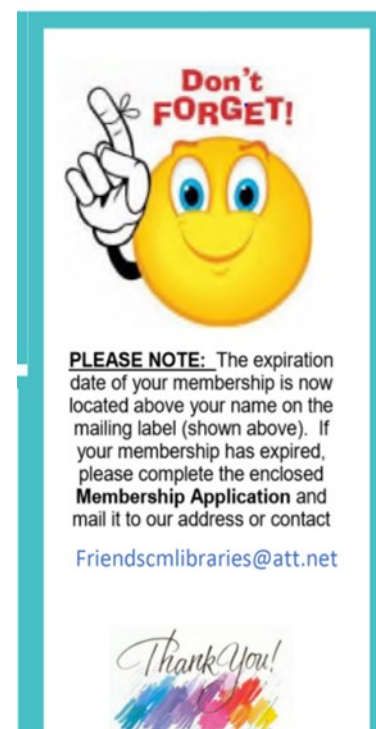 Don't
FORGET!
PLEASE NOTE: The expiration
date of your membership is now
located above your name on the
mailing label (shown above). If
your membership has expired,
please complete the enclosed
Membership Application and
mail it to our address or contact
Friendscmlibraries@att.net
Thank You!